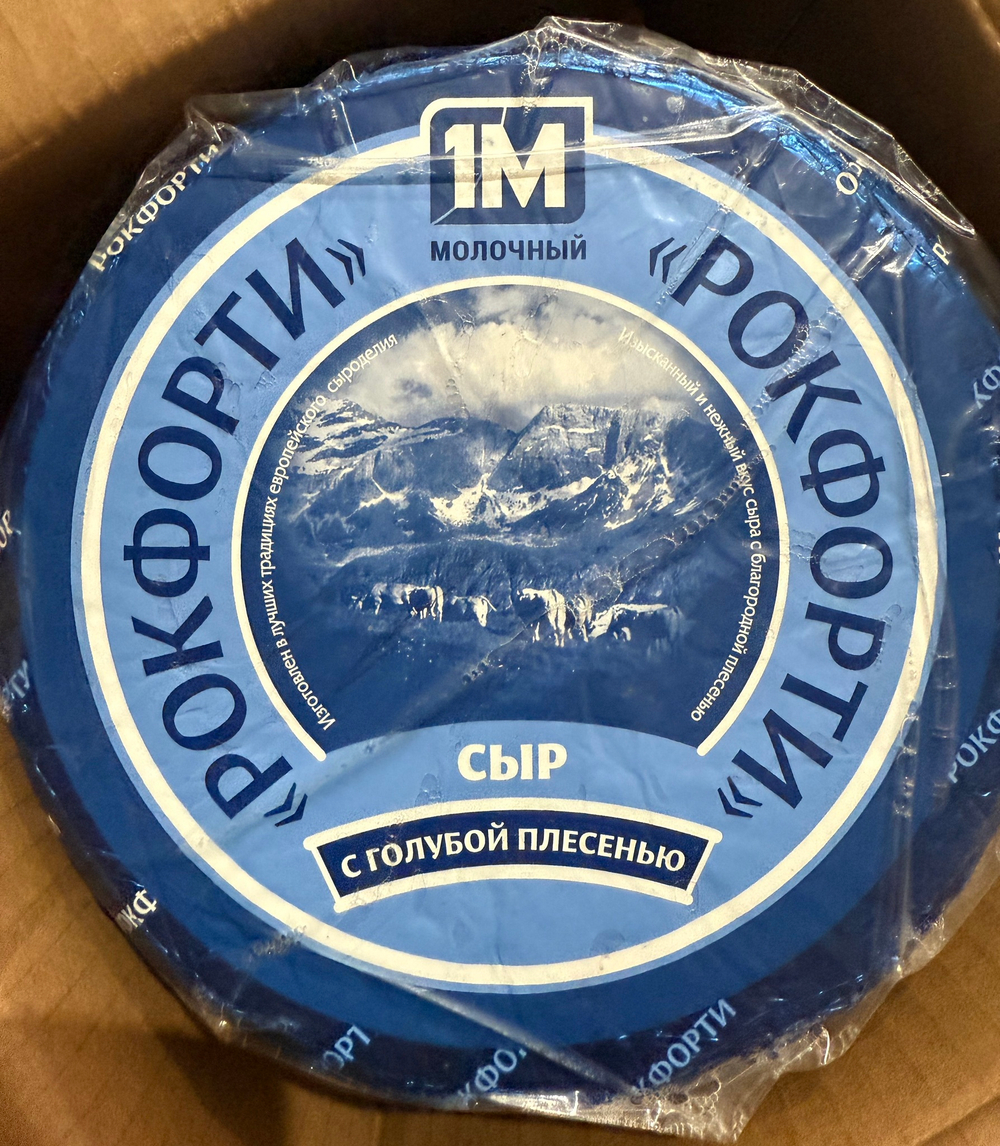 1М
МОЛОЧНЫЙ
«РОКФОРТИ»
«РОКФОРТИ»
Изготовлен в лучших традициях европейского сыроделия
Изысканный и нежный вкус сыра с благородной плесенью
СЫР
С ГОЛУБОЙ ПЛЕСЕНЬЮ
РОКФОРТИ
КФОРТИ